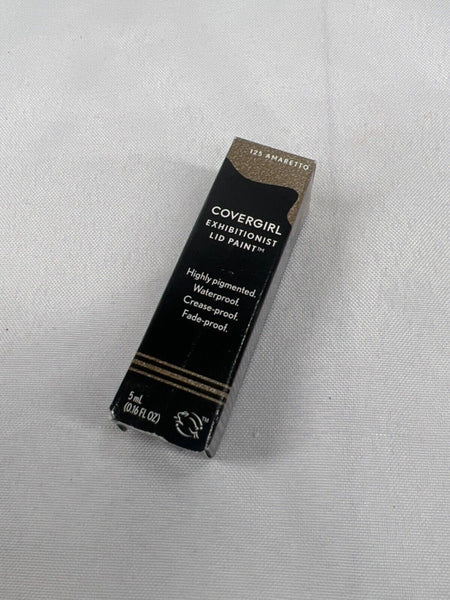 125 AMARETTO
COVERGIRL
EXHIBITIONIST
LID PAINT™
Highly pigmented.
Waterproof.
Crease-proof.
Fade-proof.
5 mL
(0.16 FL OZ)
TM